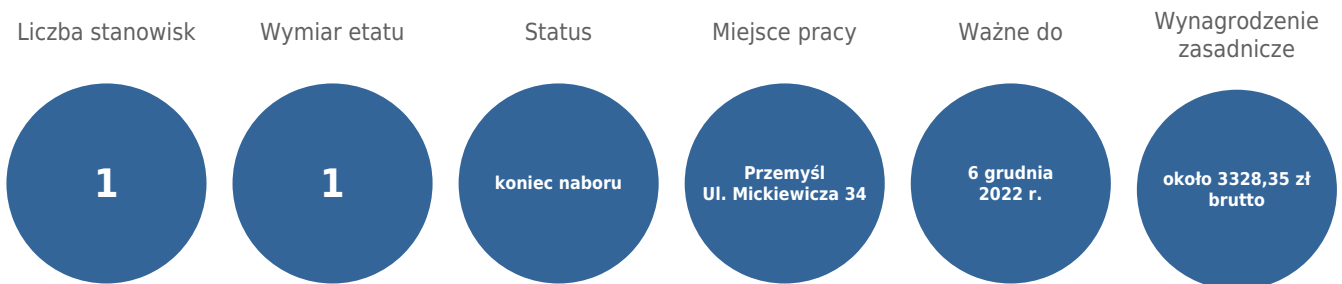 Liczba stanowisk
1
Wymiar etatu
1
Status
koniec naboru
Miejsce pracy
Przemyśl
Ul. Mickiewicza 34
Ważne do
6 grudnia
2022 r.
Wynagrodzenie
zasadnicze
około 3328,35 zł
brutto